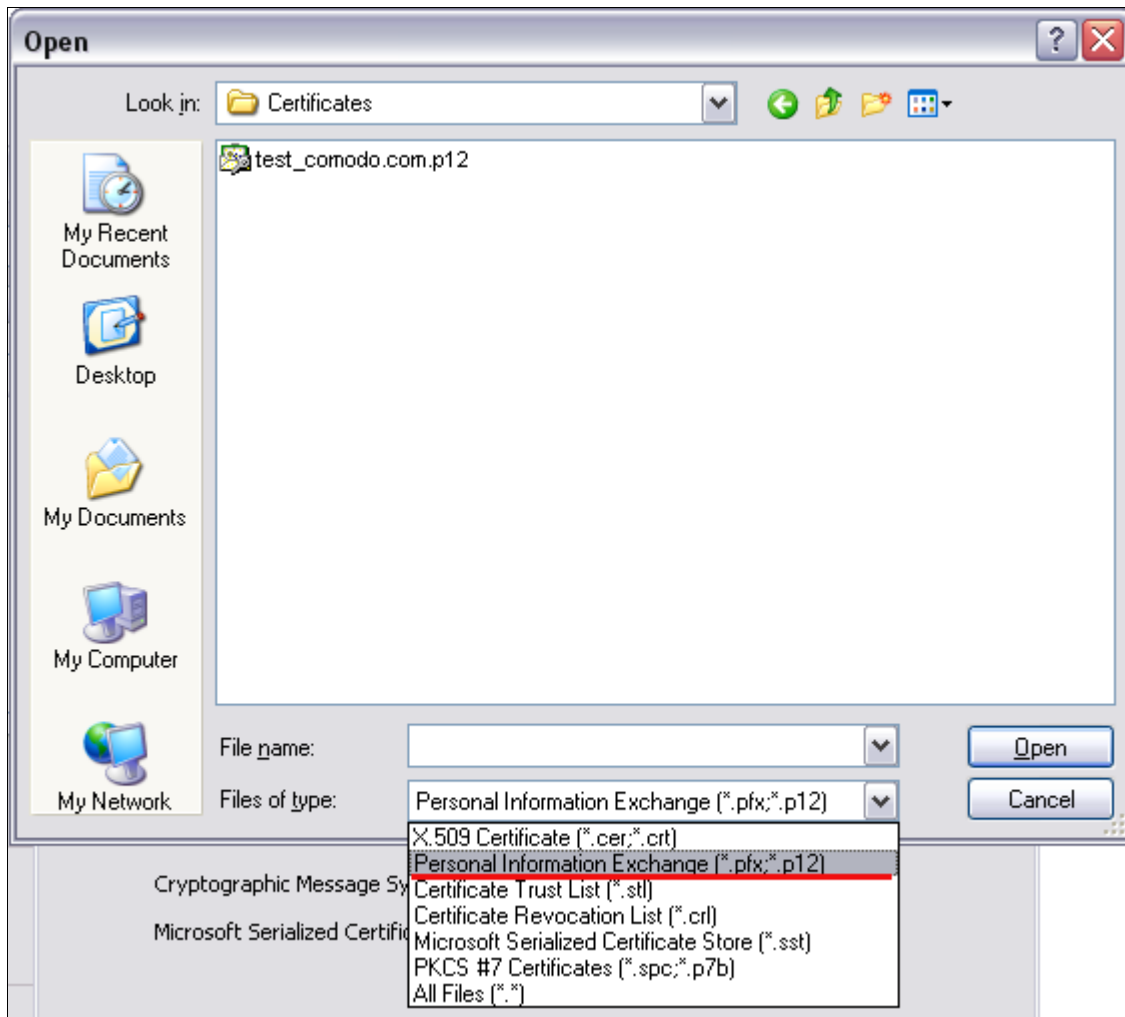 Open
Look in:
Certificates
test_comodo.com.p12
My Recent
Documents
Desktop
My Documents
My Computer
My Network
File name:
Open
Files of type:
Personal Information Exchange (*.pfx;*.p12)
Cancel
X.509 Certificate (*.cer;*.crt)
Personal Information Exchange (*.pfx;*.p12)
Certificate Trust List (*.stl)
Certificate Revocation List (*.crl)
Microsoft Serialized Certificate Store (*.sst)
PKCS #7 Certificates (*.spc;*.p7b)
All Files (*.*)
Cryptographic Message Sy
Microsoft Serialized Certific